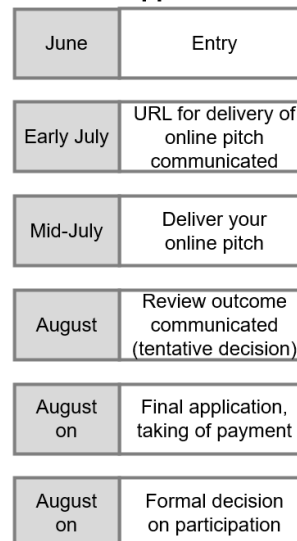 June
Entry
Early July
URL for delivery of
online pitch
communicated
Mid-July
Deliver your
online pitch
August
Review outcome
communicated
(tentative decision)
August
on
Final application,
taking of payment
August
on
Formal decision
on participation